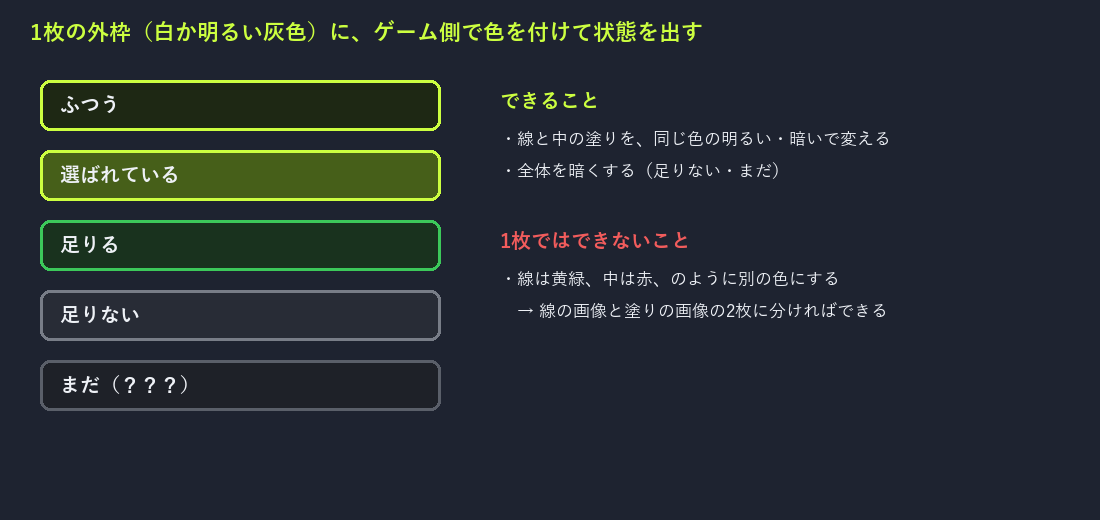 1枚の外枠（白か明るい灰色）に、ゲーム側で色を付けて状態を出す
ふつう
選ばれている
足りる
足りない
まだ（？？？）
できること
・線と中の塗りを、同じ色の明るい・暗いで変える
・全体を暗くする（足りない・まだ）
1枚ではできないこと
・線は黄緑、中は赤、のように別の色にする
→ 線の画像と塗りの画像の2枚に分ければできる